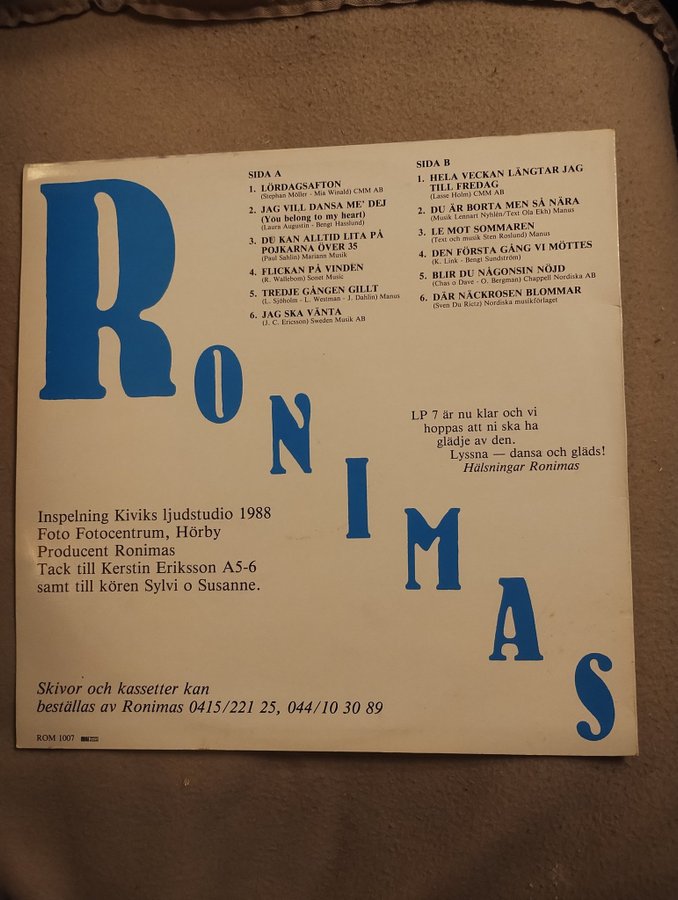 SIDA A
1. LÖRDAGSAFTON
(Stephan Möller - Mia Winald) CMM AB
2. JAG VILL DANSA ME' DEJ
(You belong to my heart)
(Laura Augustin - Bengt Hasslund)
3. DU KAN ALLTID LITA PÅ
POJKARNA ÖVER 35
(Paul Sahlin) Mariann Musik
4. FLICKAN PÅ VINDEN
(R. Wallebom) Sonet Music
5. TREDJE GÅNGEN GILLT
(L. Sjöholm - L. Westman - J. Dahlin) Manus
6. JAG SKA VÄNTA
(J. C. Ericsson) Sweden Musik AB
SIDA B
1. HELA VECKAN LÄNGTAR JAG
TILL FREDAG
(Lasse Holm) CMM AB
2. DU ÄR BORTA MEN SÅ NÄRA
(Musik Lennart Nyhlén/Text Ola Ekh) Manus
3. LE MOT SOMMAREN
(Text och musik Sten Roslund) Manus
4. DEN FÖRSTA GÅNG VI MÖTTES
(K. Link - Bengt Sundström)
5. BLIR DU NÅGONSIN NÖJD
(Chas o Dave - O. Bergman) Chappell Nordiska AB
6. DÄR NÄCKROSEN BLOMMAR
(Sven Du Rietz) Nordiska musikförlaget
RONIMAS
LP 7 är nu klar och vi
hoppas att ni ska ha
glädje av den.
Lyssna — dansa och gläds!
Hälsningar Ronimas
Inspelning Kiviks ljudstudio 1988
Foto Fotocentrum, Hörby
Producent Ronimas
Tack till Kerstin Eriksson A5-6
samt till kören Sylvi o Susanne.
Skivor och kassetter kan
beställas av Ronimas 0415/221 25, 044/10 30 89
ROM 1007